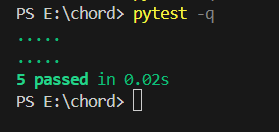 PS E:\chord> pytest -q
.....
.....
5 passed in 0.02s
PS E:\chord>